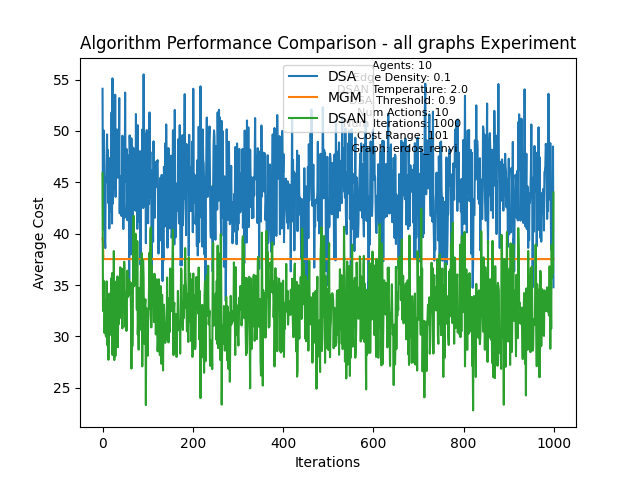 Algorithm Performance Comparison - all graphs Experiment
Agents: 10
Edge Density: 0.1
DSAN Temperature: 2.0
DSA Threshold: 0.9
Num Actions: 10
Iterations: 1000
Cost Range: 101
Graph: erdos_renyi
DSA
MGM
DSAN
55
50
45
40
35
30
25
Average Cost
0
200
400
600
800
1000
Iterations